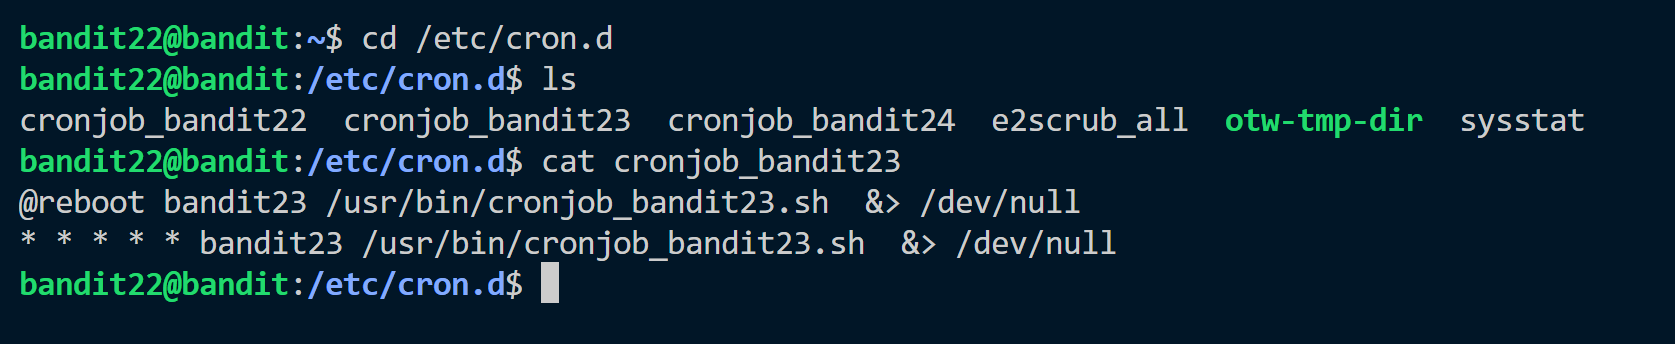 bandit22@bandit:~$ cd /etc/cron.d
bandit22@bandit:/etc/cron.d$ ls
cronjob_bandit22  cronjob_bandit23  cronjob_bandit24  e2scrub_all  otw-tmp-dir  sysstat
bandit22@bandit:/etc/cron.d$ cat cronjob_bandit23
@reboot bandit23 /usr/bin/cronjob_bandit23.sh  &> /dev/null
* * * * * bandit23 /usr/bin/cronjob_bandit23.sh  &> /dev/null
bandit22@bandit:/etc/cron.d$